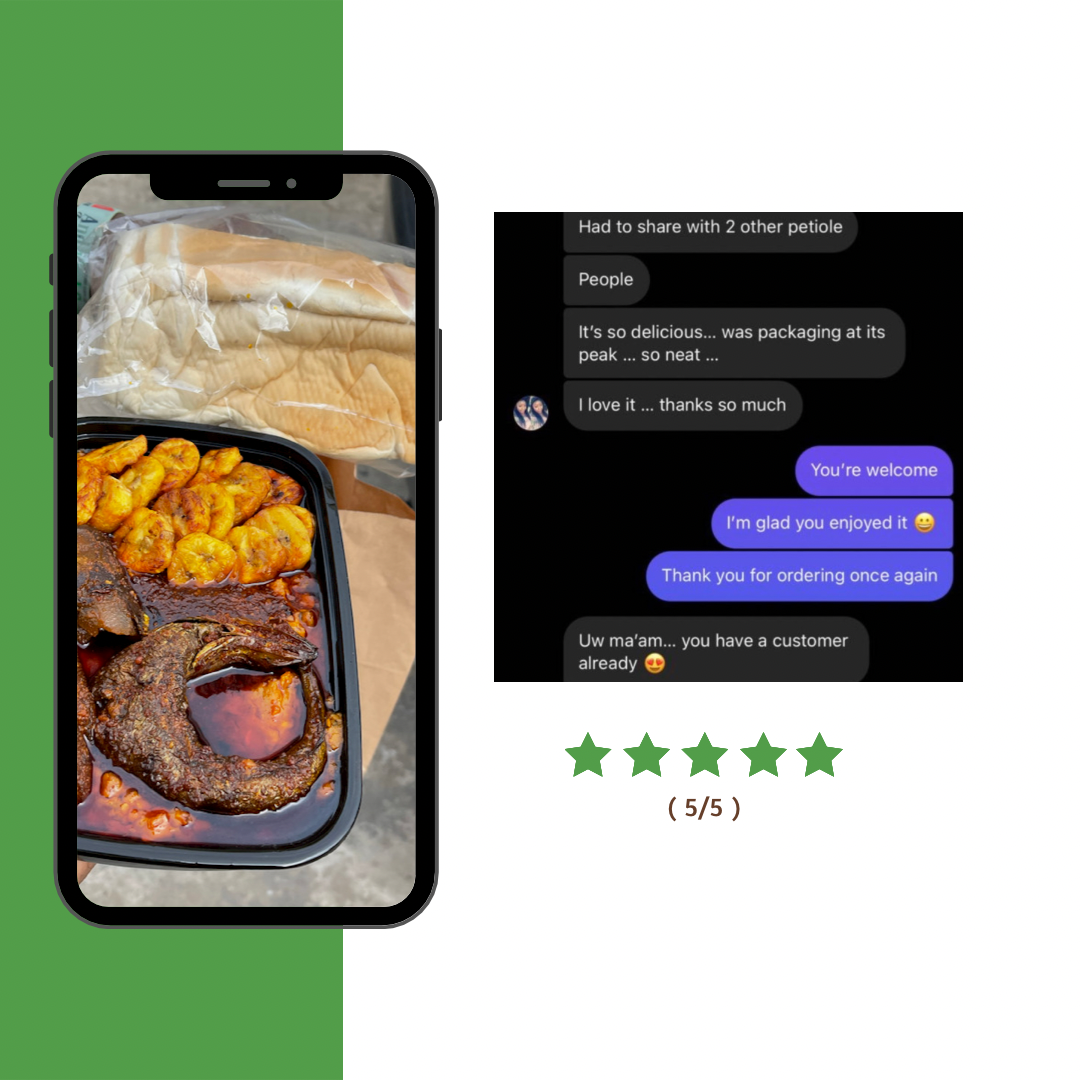 Had to share with 2 other petiole
People
It's so delicious... was packaging at its
peak ... so neat ...
I love it ... thanks so much
You're welcome
I'm glad you enjoyed it 😀
Thank you for ordering once again
Uw ma'am... you have a customer
already 😍
( 5/5 )